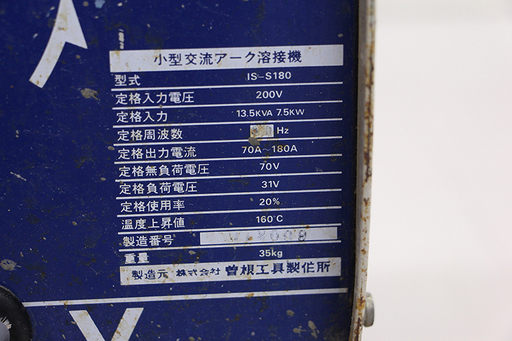 小型交流アーク溶接機
型式 IS-S180
定格入力電圧 200V
定格入力 13.5KVA 7.5KW
定格周波数 Hz
定格出力電流 70A~180A
定格無負荷電圧 70V
定格負荷電圧 31V
定格使用率 20%
温度上昇値 160℃
製造番号
重量 35kg
製造元 株式会社 曽根工具製作所